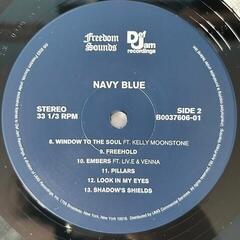 Freedom Sounds
Def Jam recordings
NAVY BLUE
STEREO
33 1/3 RPM
SIDE 2
B0037606-01
8. WINDOW TO THE SOUL FT. KELLY MOONSTONE
9. FREEHOLD
10. EMBERS FT. LIV.E & VENNA
11. PILLARS
12. LOOK IN MY EYES
13. SHADOW'S SHIELDS